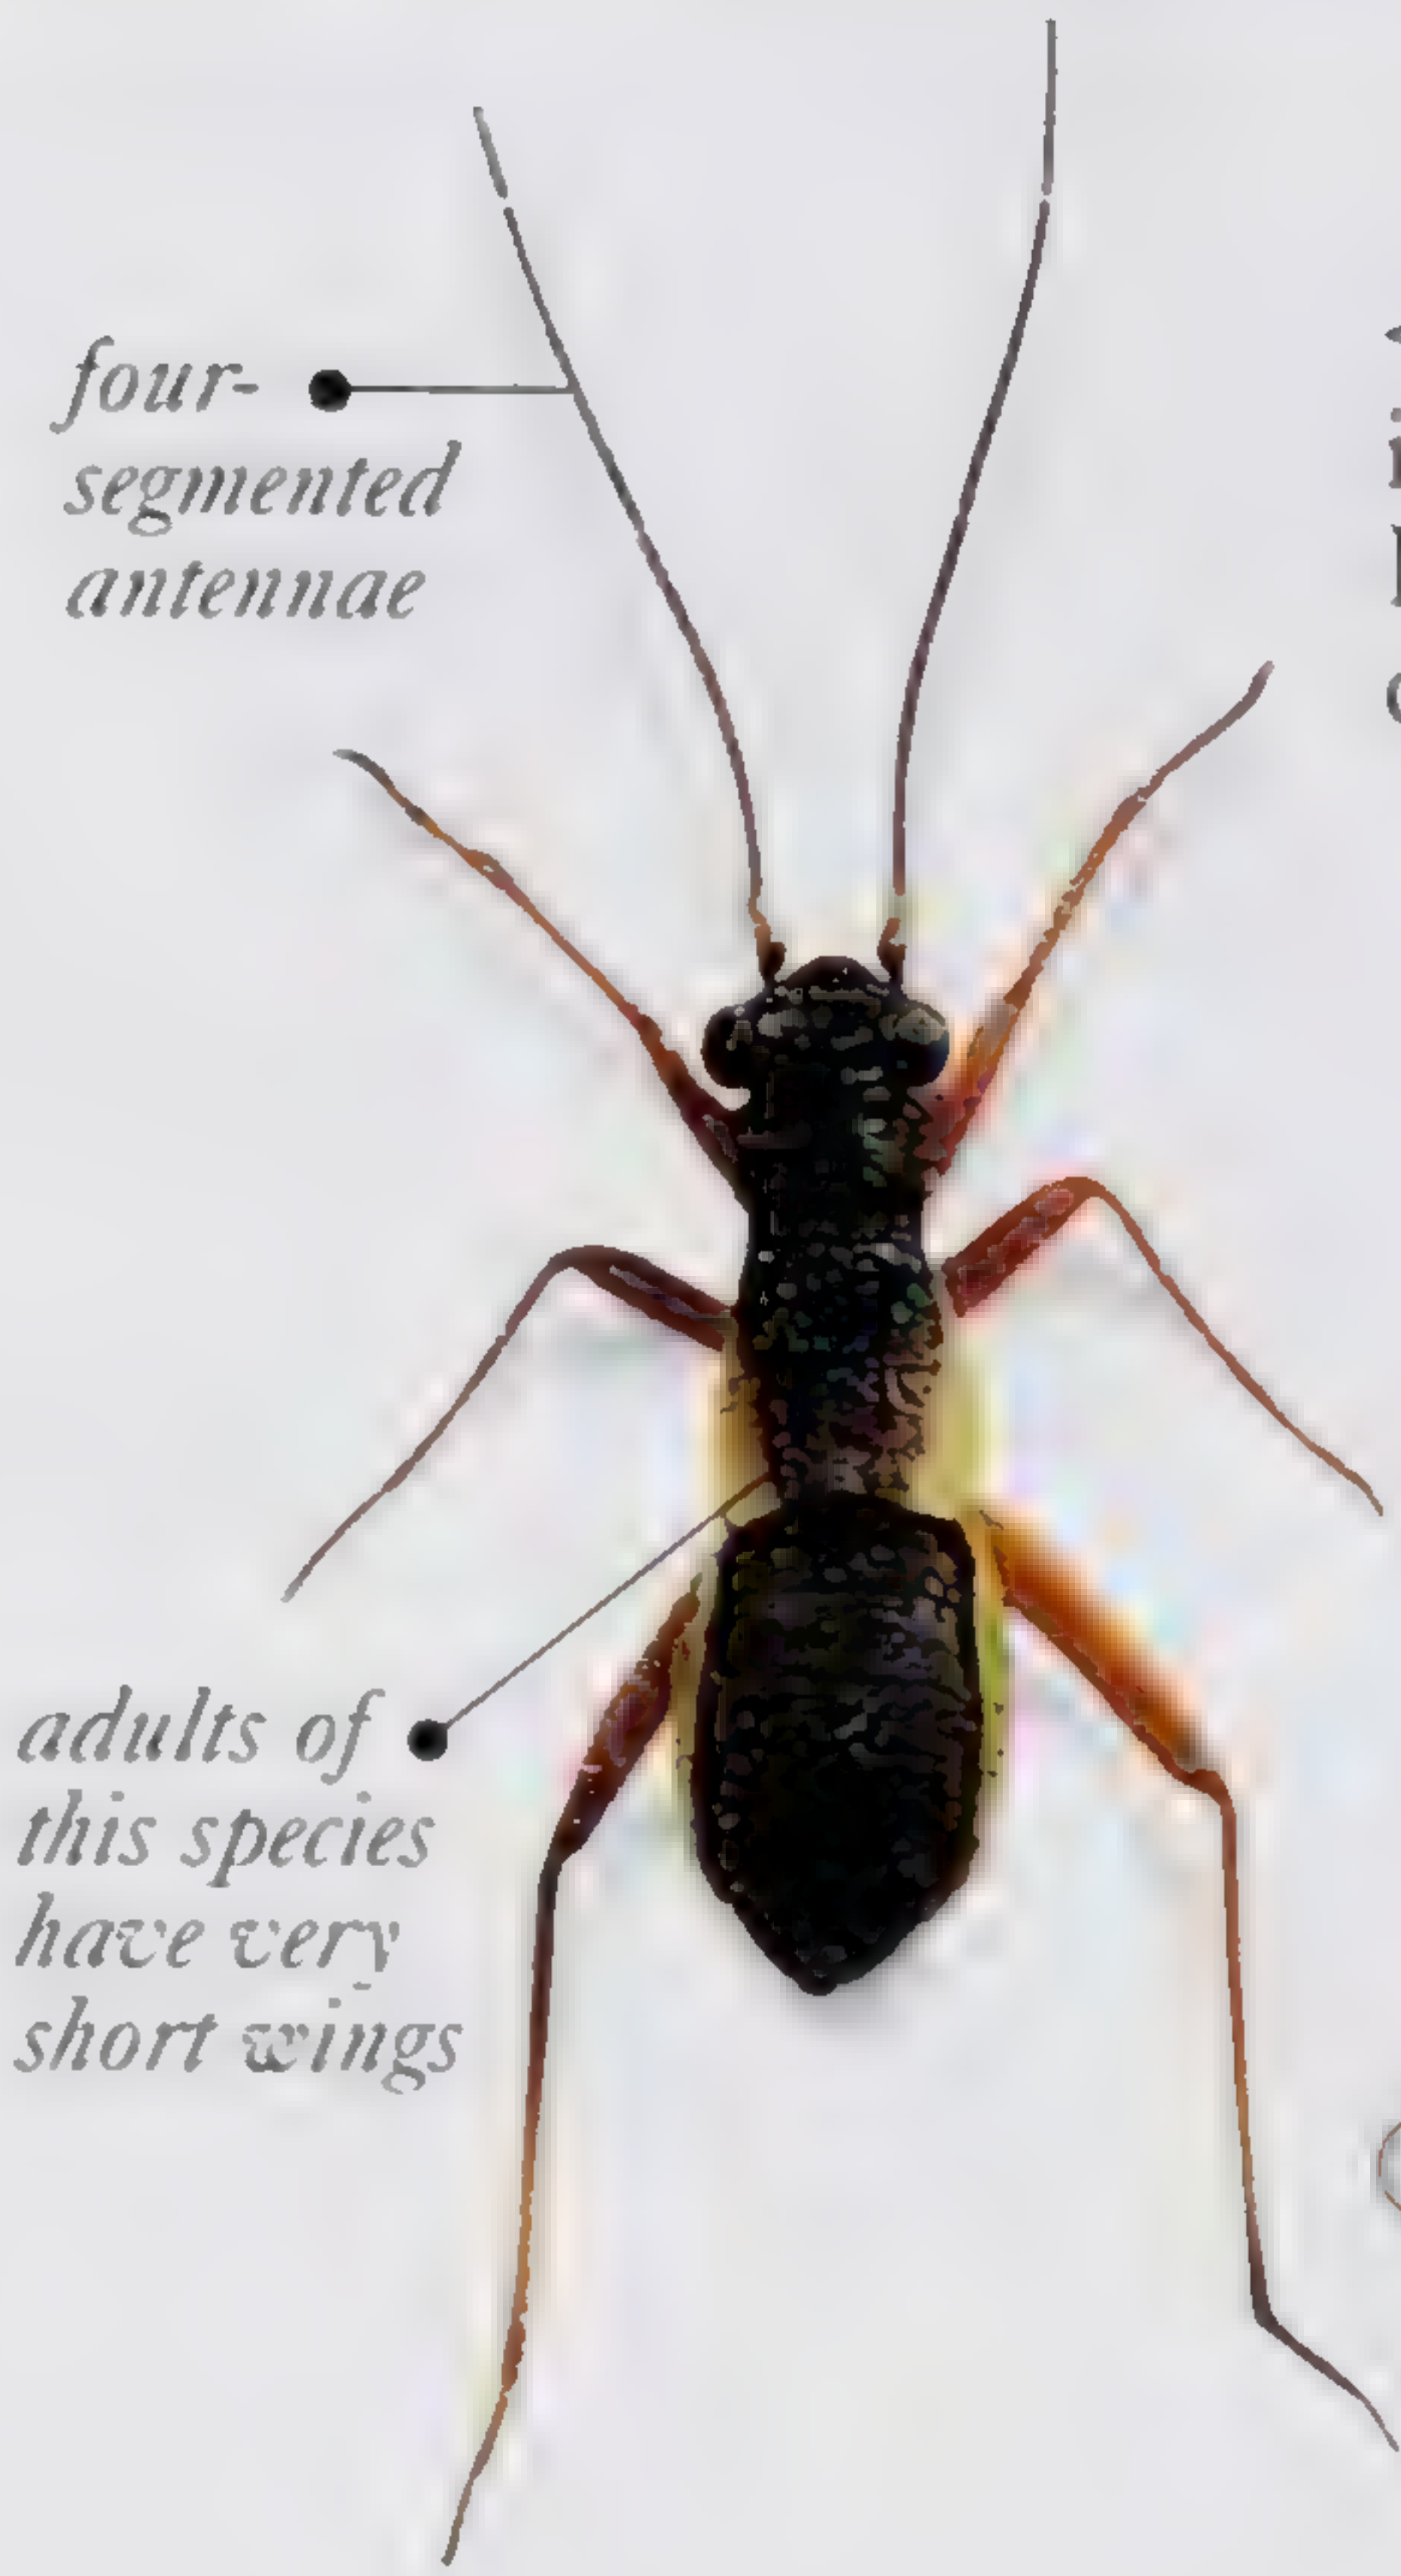 four-
segmented
antennae
adults of
this species
have very
short wings